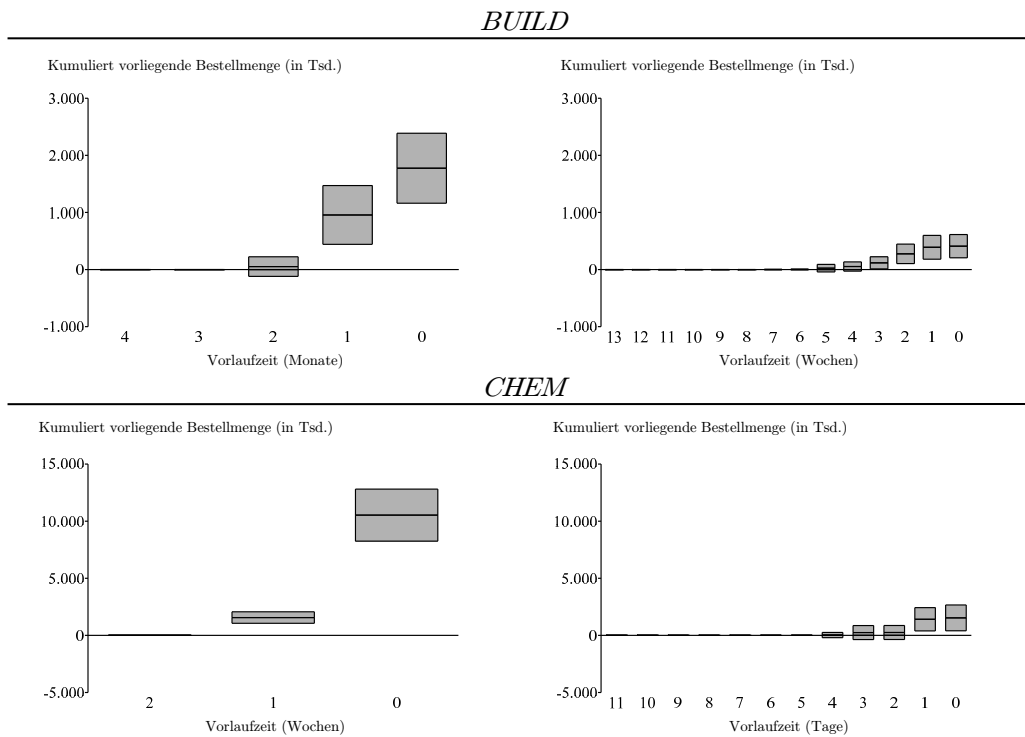 BUILD
Kumuliert vorliegende Bestellmenge (in Tsd.)
3.000
2.000
1.000
0
-1.000
4 3 2 1 0
Vorlaufzeit (Monate)
Kumuliert vorliegende Bestellmenge (in Tsd.)
3.000
2.000
1.000
0
-1.000
13 12 11 10 9 8 7 6 5 4 3 2 1 0
Vorlaufzeit (Wochen)
CHEM
Kumuliert vorliegende Bestellmenge (in Tsd.)
15.000
10.000
5.000
0
-5.000
2 1 0
Vorlaufzeit (Wochen)
Kumuliert vorliegende Bestellmenge (in Tsd.)
15.000
10.000
5.000
0
-5.000
11 10 9 8 7 6 5 4 3 2 1 0
Vorlaufzeit (Tage)